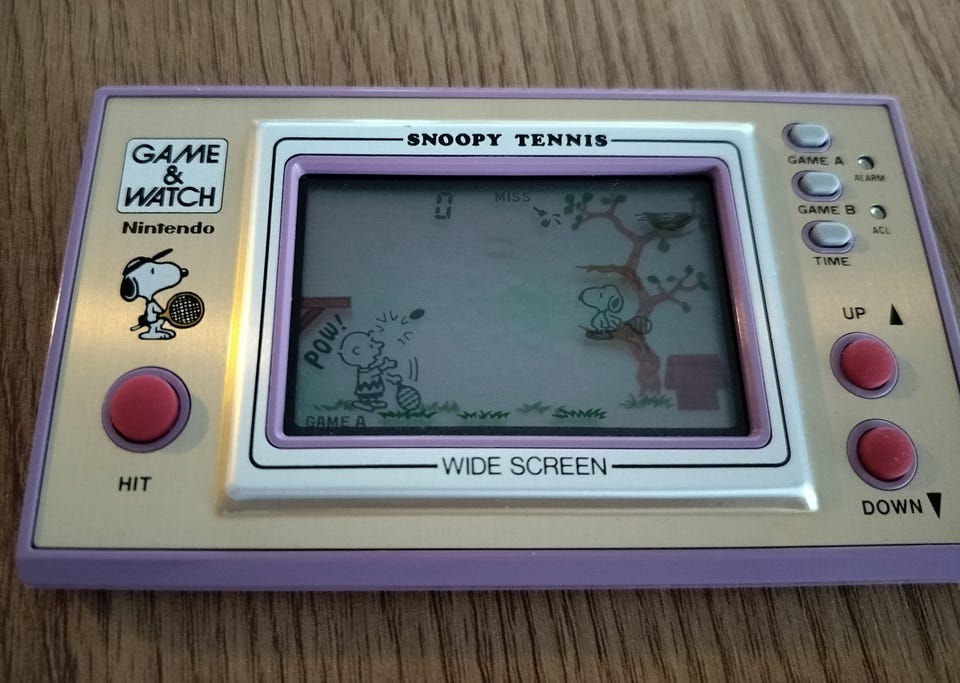 SNOOPY TENNIS
GAME
&
WATCH
Nintendo
GAME A
ALARM
GAME B
ACL
TIME
0
MISS
POW!
GAME A
UP
HIT
WIDE SCREEN
DOWN